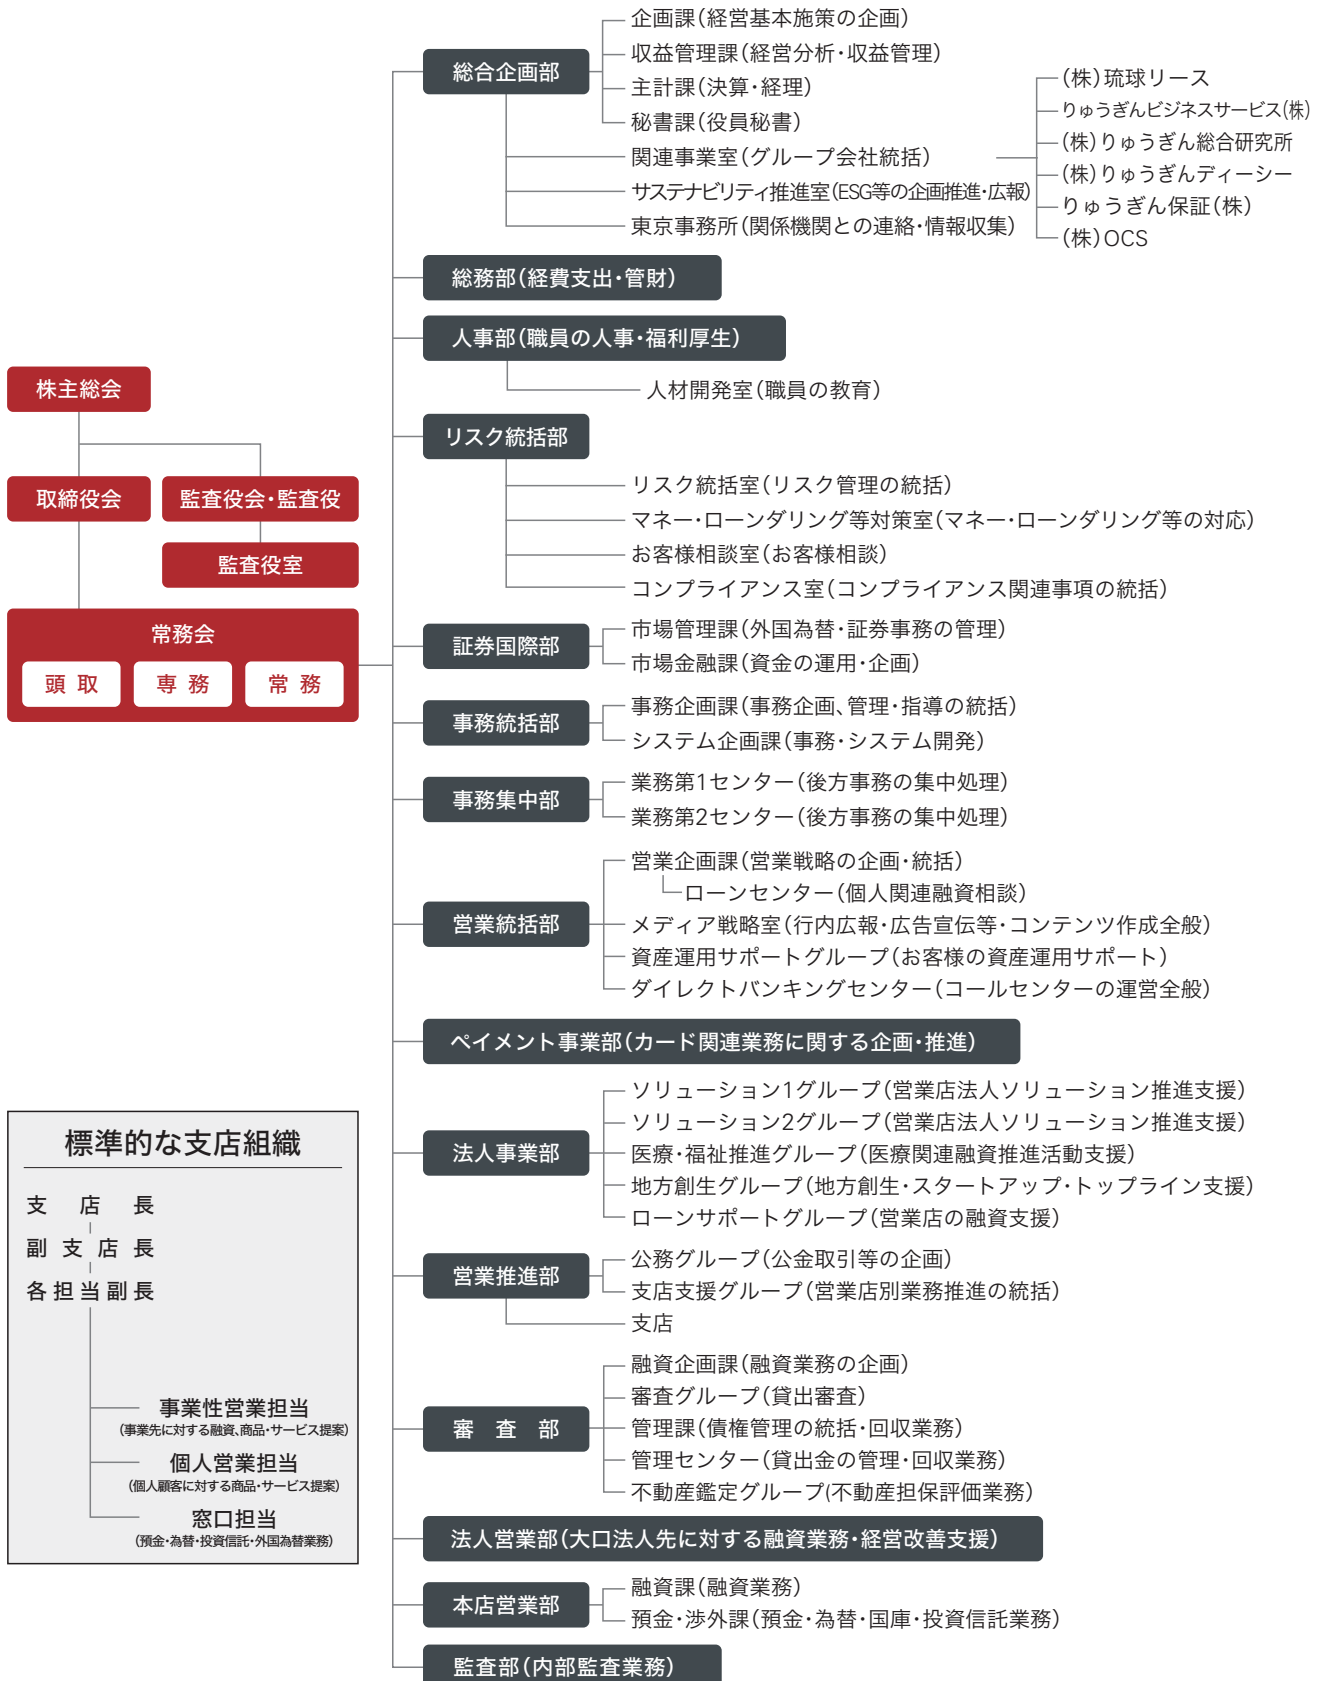 株主総会
取締役会
監査役会・監査役
監査役室
常務会
頭 取
専 務
常 務
総合企画部
企画課（経営基本施策の企画）
収益管理課（経営分析・収益管理）
主計課（決算・経理）
秘書課（役員秘書）
関連事業室（グループ会社統括）
サステナビリティ推進室（ESG等の企画推進・広報）
東京事務所（関係機関との連絡・情報収集）
（株）琉球リース
りゅうぎんビジネスサービス（株）
（株）りゅうぎん総合研究所
（株）りゅうぎんディーシー
りゅうぎん保証（株）
（株）OCS
総務部（経費支出・管財）
人事部（職員の人事・福利厚生）
人材開発室（職員の教育）
リスク統括部
リスク統括室（リスク管理の統括）
マネー・ローンダリング等対策室（マネー・ローンダリング等の対応）
お客様相談室（お客様相談）
コンプライアンス室（コンプライアンス関連事項の統括）
証券国際部
市場管理課（外国為替・証券事務の管理）
市場金融課（資金の運用・企画）
事務統括部
事務企画課（事務企画、管理・指導の統括）
システム企画課（事務・システム開発）
事務集中部
業務第1センター（後方事務の集中処理）
業務第2センター（後方事務の集中処理）
営業統括部
営業企画課（営業戦略の企画・統括）
ローンセンター（個人関連融資相談）
メディア戦略室（行内広報・広告宣伝等・コンテンツ作成全般）
資産運用サポートグループ（お客様の資産運用サポート）
ダイレクトバンキングセンター（コールセンターの運営全般）
ペイメント事業部（カード関連業務に関する企画・推進）
法人事業部
ソリューション1グループ（営業店法人ソリューション推進支援）
ソリューション2グループ（営業店法人ソリューション推進支援）
医療・福祉推進グループ（医療関連融資推進活動支援）
地方創生グループ（地方創生・スタートアップ・トップライン支援）
ローンサポートグループ（営業店の融資支援）
営業推進部
公務グループ（公金取引等の企画）
支店支援グループ（営業店別業務推進の統括）
支店
審 査 部
融資企画課（融資業務の企画）
審査グループ（貸出審査）
管理課（債権管理の統括・回収業務）
管理センター（貸出金の管理・回収業務）
不動産鑑定グループ(不動産担保評価業務）
法人営業部（大口法人先に対する融資業務・経営改善支援）
本店営業部
融資課（融資業務）
預金・渉外課（預金・為替・国庫・投資信託業務）
監査部（内部監査業務）
標準的な支店組織
支 店 長
副 支 店 長
各担当副長
事業性営業担当
（事業先に対する融資、商品・サービス提案）
個人営業担当
（個人顧客に対する商品・サービス提案）
窓口担当
（預金・為替・投資信託・外国為替業務）